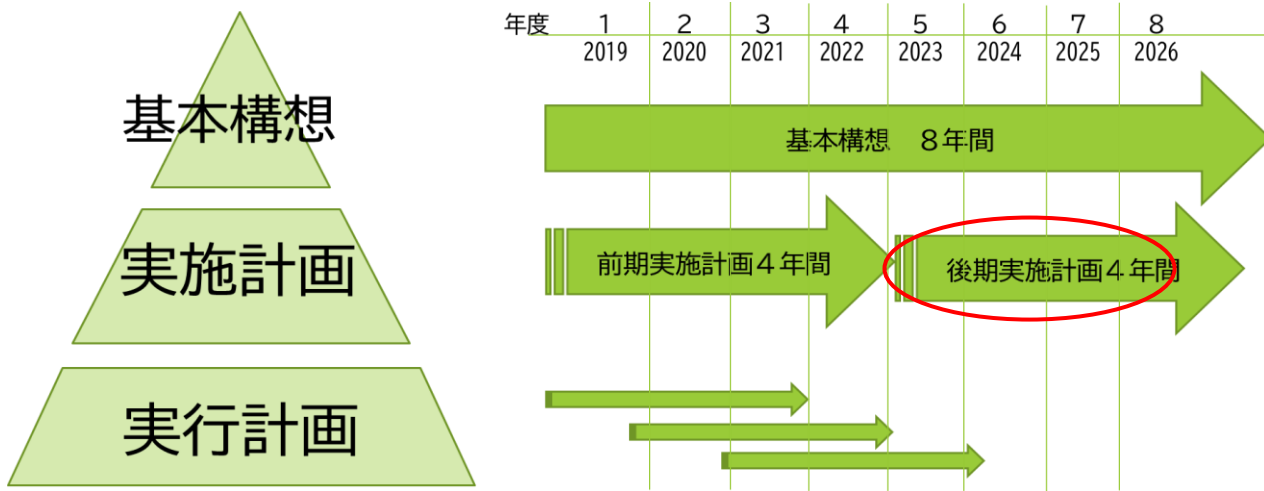 基本構想
実施計画
実行計画
年度 1 2 3 4 5 6 7 8
2019 2020 2021 2022 2023 2024 2025 2026
基本構想 8年間
前期実施計画4年間
後期実施計画4年間